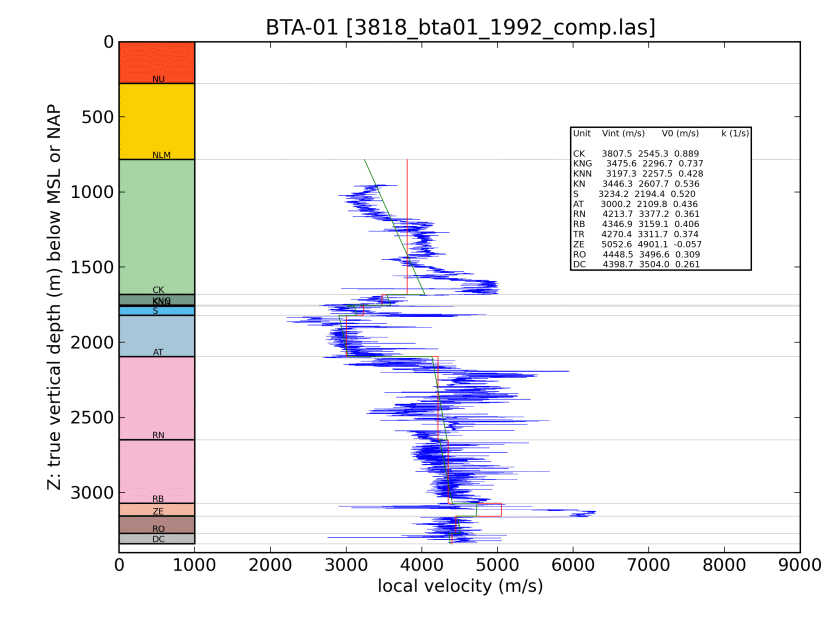 BTA-01 [3818_bta01_1992_comp.las]
0
500
1000
1500
2000
2500
3000
Z: true vertical depth (m) below MSL or NAP
NU
NLM
CK
KNG
S
AT
RN
RB
ZE
RO
DC
Unit Vint (m/s) V0 (m/s) k (1/s)
CK 3807.5 2545.3 0.889
KNG 3475.6 2296.7 0.737
KNN 3197.3 2257.5 0.428
KN 3446.3 2607.7 0.536
S 3234.2 2194.4 0.520
AT 3000.2 2109.8 0.436
RN 4213.7 3377.2 0.361
RB 4346.9 3159.1 0.406
TR 4270.4 3311.7 0.374
ZE 5052.6 4901.1 -0.057
RO 4448.5 3496.6 0.309
DC 4398.7 3504.0 0.261
0 1000 2000 3000 4000 5000 6000 7000 8000 9000
local velocity (m/s)